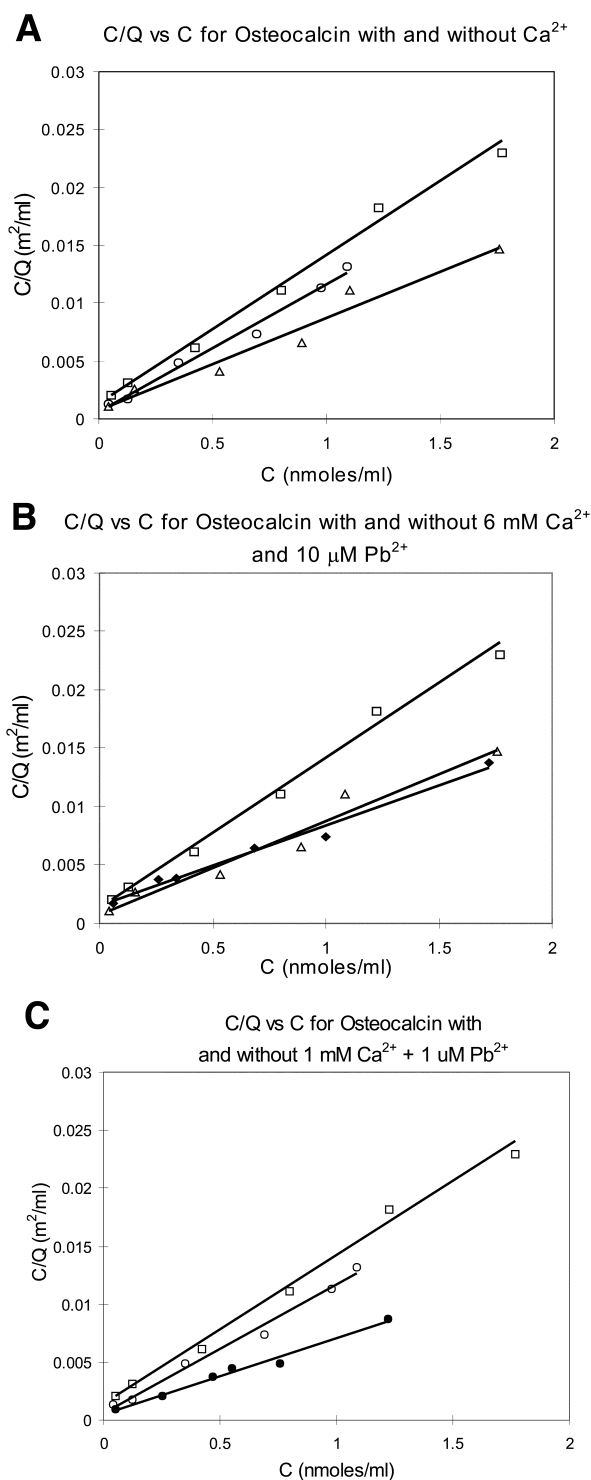 A
C/Q vs C for Osteocalcin with and without Ca²⁺
0.03
0.025
0.02
0.015
0.01
0.005
0
C/Q (m²/ml)
0 0.5 1 1.5 2
C (nmoles/ml)
B
C/Q vs C for Osteocalcin with and without 6 mM Ca²⁺
and 10 μM Pb²⁺
0.03
0.025
0.02
0.015
0.01
0.005
0
C/Q (m²/ml)
0 0.5 1 1.5 2
C (nmoles/ml)
C
C/Q vs C for Osteocalcin with
and without 1 mM Ca²⁺ + 1 uM Pb²⁺
0.03
0.025
0.02
0.015
0.01
0.005
0
C/Q (m²/ml)
0 0.5 1 1.5 2
C (nmoles/ml)